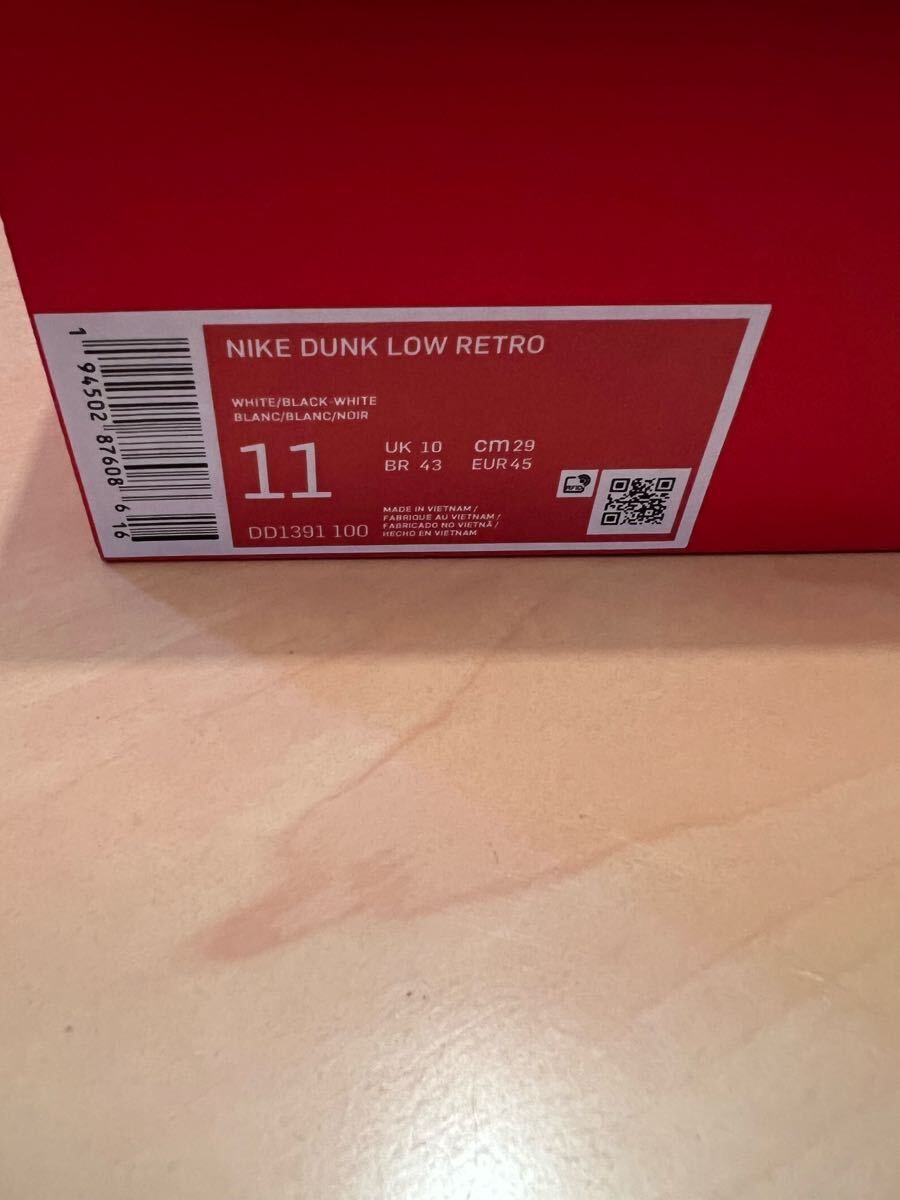 NIKE DUNK LOW RETRO
WHITE/BLACK-WHITE
BLANC/BLANC/NOIR
11
UK 10 cm 29
BR 43 EUR 45
DD1391 100
MADE IN VIETNAM /
FABRIQUE AU VIETNAM /
FABRICADO NO VIETNÃ /
HECHO EN VIETNAM
1 94502 87608 6 16